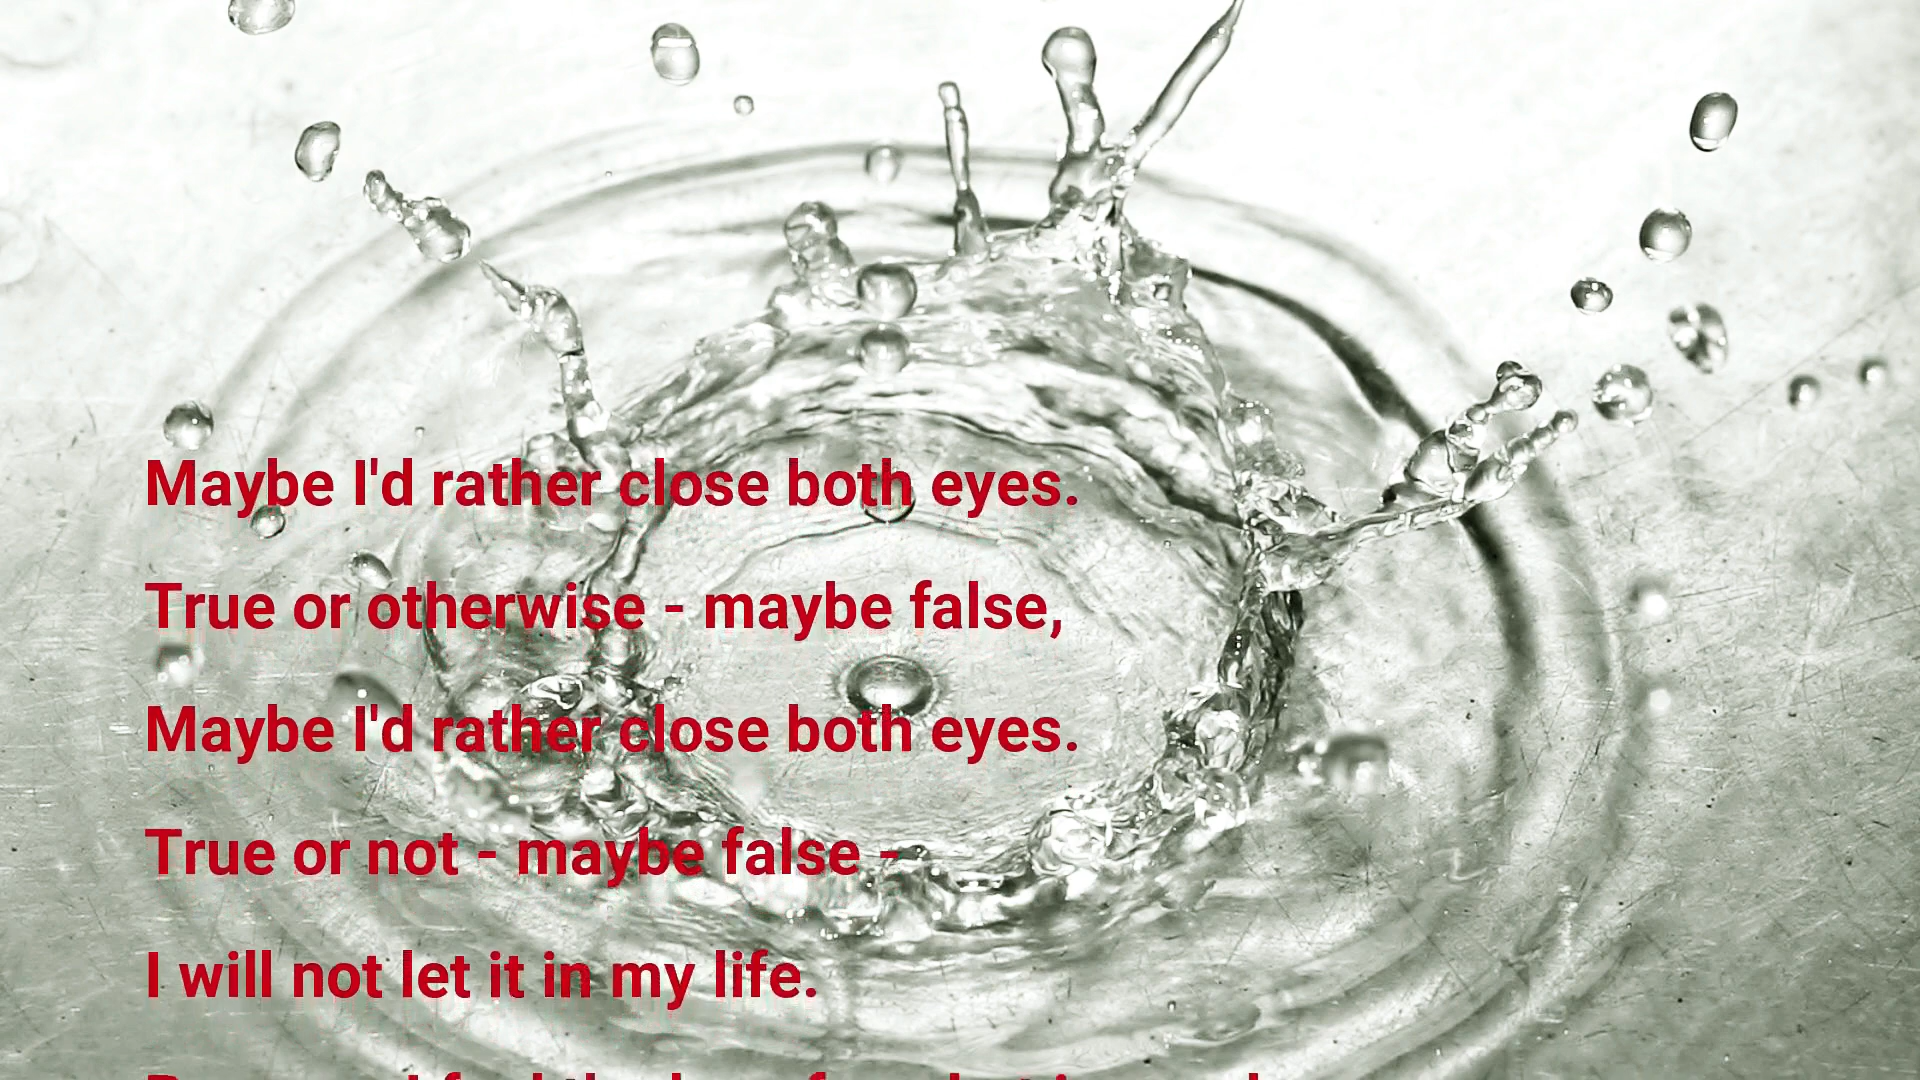 Maybe I'd rather close both eyes.
True or otherwise - maybe false,
Maybe I'd rather close both eyes.
True or not - maybe false -
I will not let it in my life.